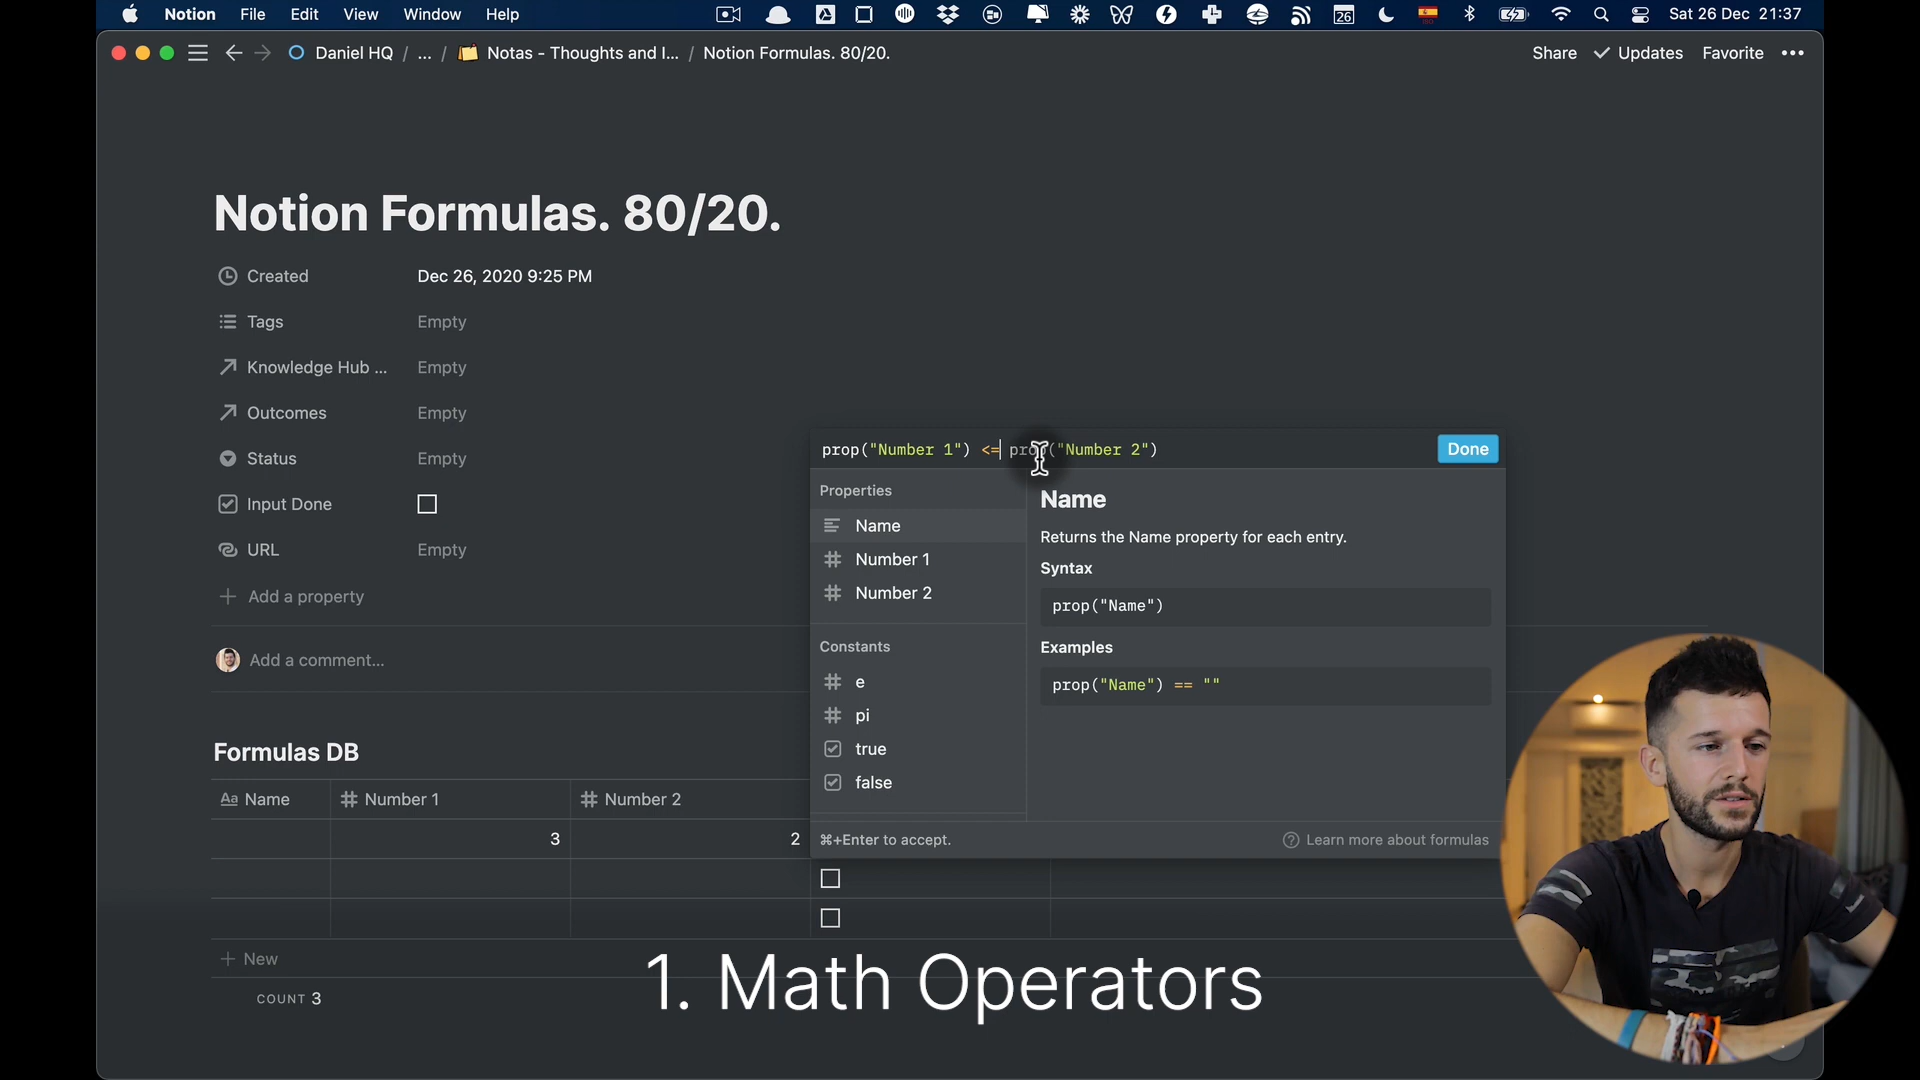 Notion File Edit View Window Help
26
Sat 26 Dec 21:37
Daniel HQ / ... / Notas - Thoughts and I... / Notion Formulas. 80/20.
Share Updates Favorite •••
Notion Formulas. 80/20.
Created Dec 26, 2020 9:25 PM
Tags Empty
Knowledge Hub ... Empty
Outcomes Empty
Status Empty
Input Done
URL Empty
+ Add a property
Add a comment...
prop("Number 1") <= prop("Number 2")
Done
Properties
Name
Number 1
Number 2
Constants
e
pi
true
false
Name
Returns the Name property for each entry.
Syntax
prop("Name")
Examples
prop("Name") == ""
⌘+Enter to accept.
Learn more about formulas
Formulas DB
Aa Name # Number 1 # Number 2
3 2
+ New
COUNT 3
1. Math Operators